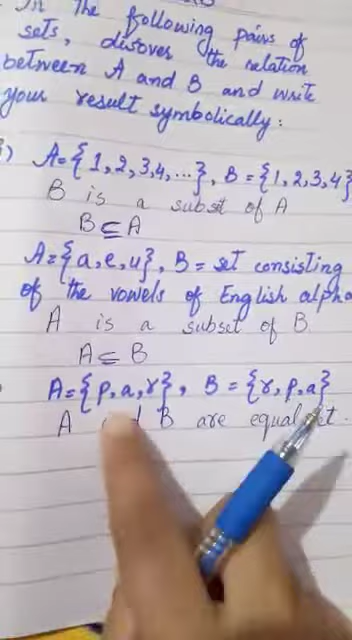 In the following pairs of
sets, discover the relation
between A and B and write
your result symbolically:
A={1,2,3,4,...}, B={1,2,3,4}
B is a subset of A
B⊆A
A={a,e,u}, B= set consisting
of the vowels of English alpha
A is a subset of B
A⊆B
A={p,a,r}, B={r,p,a}
A B are equal set.